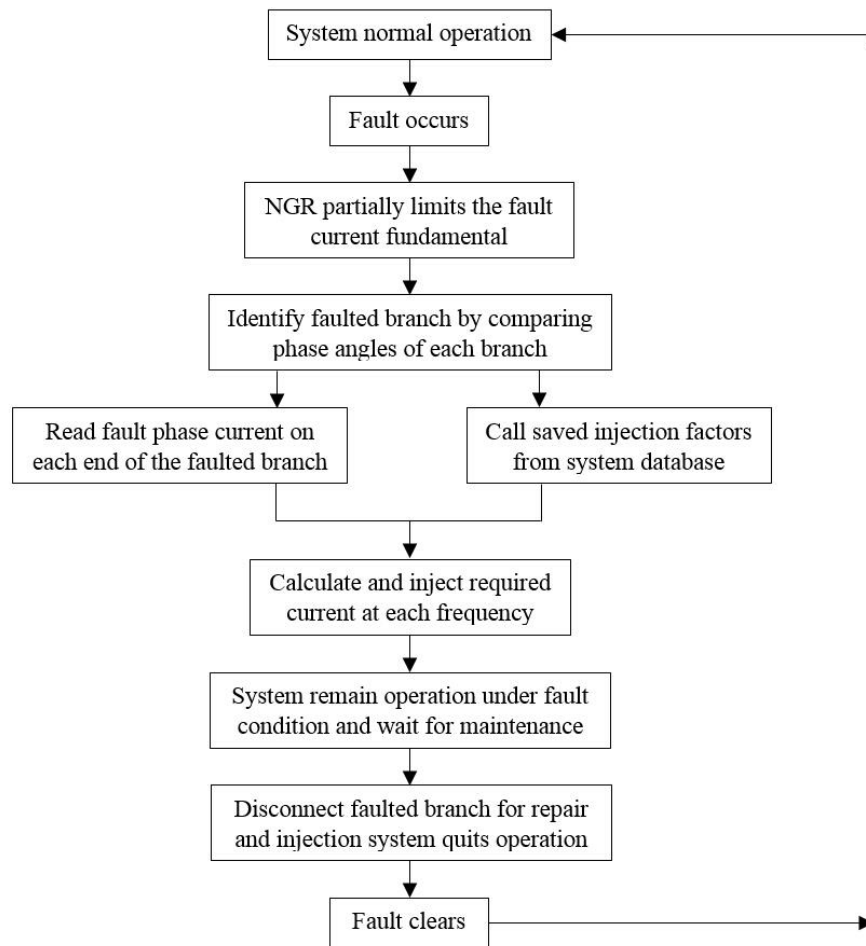 System normal operation
Fault occurs
NGR partially limits the fault
current fundamental
Identify faulted branch by comparing
phase angles of each branch
Read fault phase current on
each end of the faulted branch
Call saved injection factors
from system database
Calculate and inject required
current at each frequency
System remain operation under fault
condition and wait for maintenance
Disconnect faulted branch for repair
and injection system quits operation
Fault clears